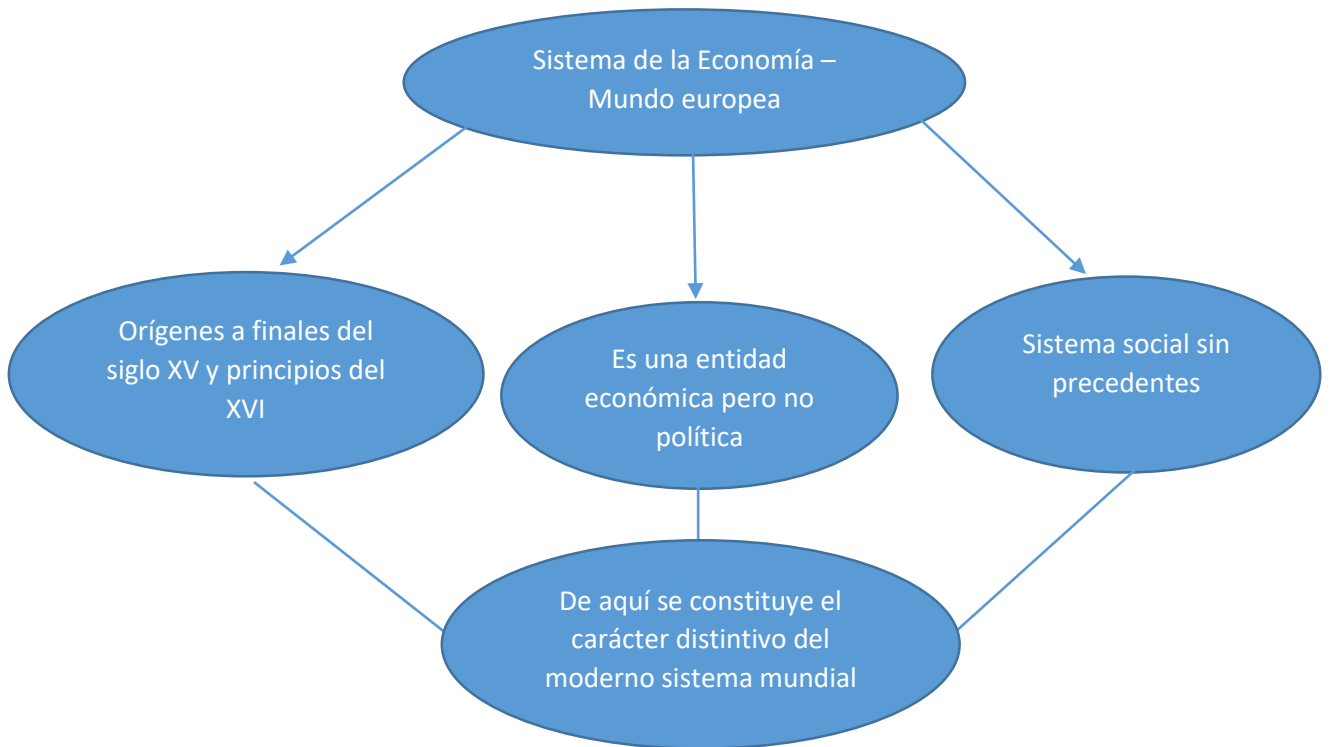 Sistema de la Economía –
Mundo europea
Orígenes a finales del
siglo XV y principios del
XVI
Es una entidad
económica pero no
política
Sistema social sin
precedentes
De aquí se constituye el
carácter distintivo del
moderno sistema mundial